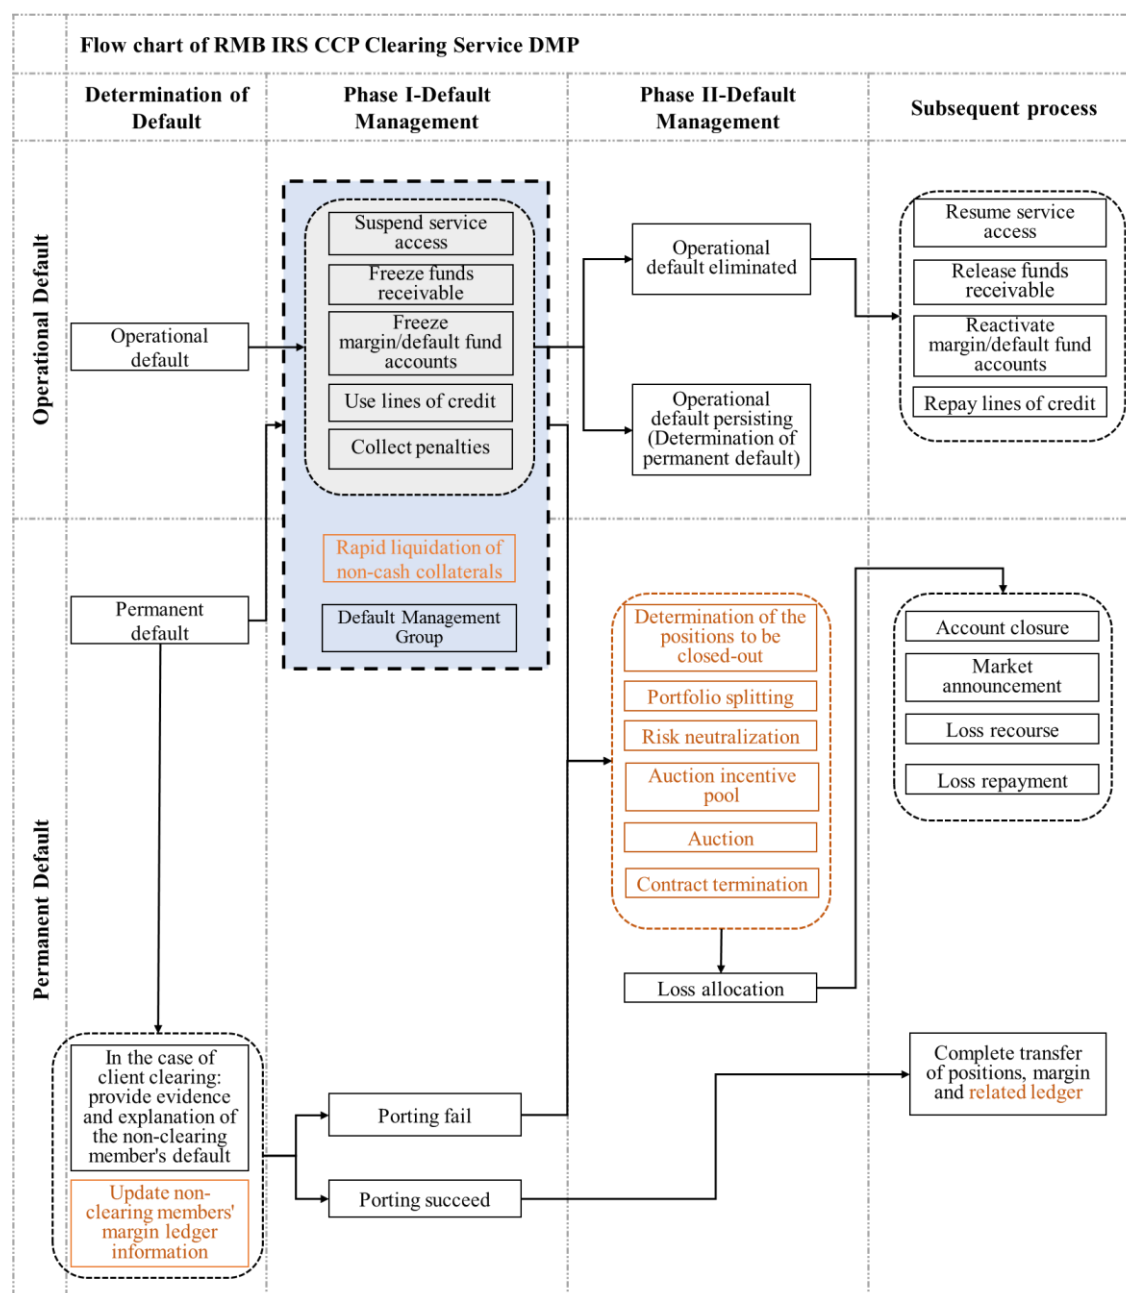 Flow chart of RMB IRS CCP Clearing Service DMP
Determination of
Default
Phase I-Default
Management
Phase II-Default
Management
Subsequent process
Operational Default
Operational
default
Suspend service
access
Freeze funds
receivable
Freeze
margin/default fund
accounts
Use lines of credit
Collect penalties
Operational
default eliminated
Operational
default persisting
(Determination of
permanent default)
Resume service
access
Release funds
receivable
Reactivate
margin/default fund
accounts
Repay lines of credit
Permanent Default
Permanent
default
Rapid liquidation of
non-cash collaterals
Default Management
Group
Determination of the
positions to be
closed-out
Portfolio splitting
Risk neutralization
Auction incentive
pool
Auction
Contract termination
Loss allocation
Account closure
Market
announcement
Loss recourse
Loss repayment
In the case of
client clearing:
provide evidence
and explanation of
the non-clearing
member's default
Update non-
clearing members'
margin ledger
information
Porting fail
Porting succeed
Complete transfer
of positions, margin
and related ledger